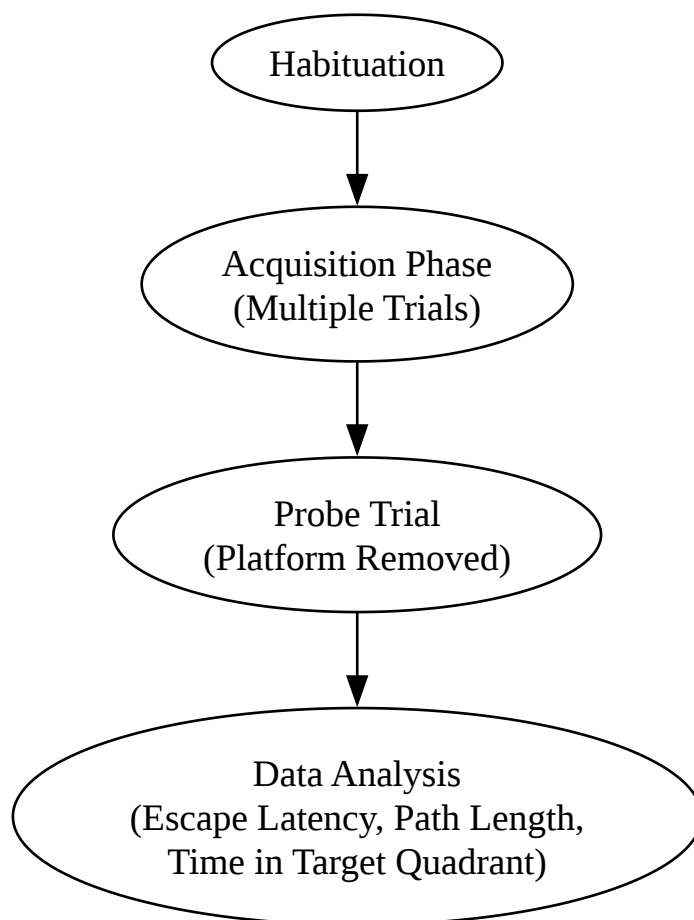 Habituation
Acquisition Phase
(Multiple Trials)
Probe Trial
(Platform Removed)
Data Analysis
(Escape Latency, Path Length,
Time in Target Quadrant)